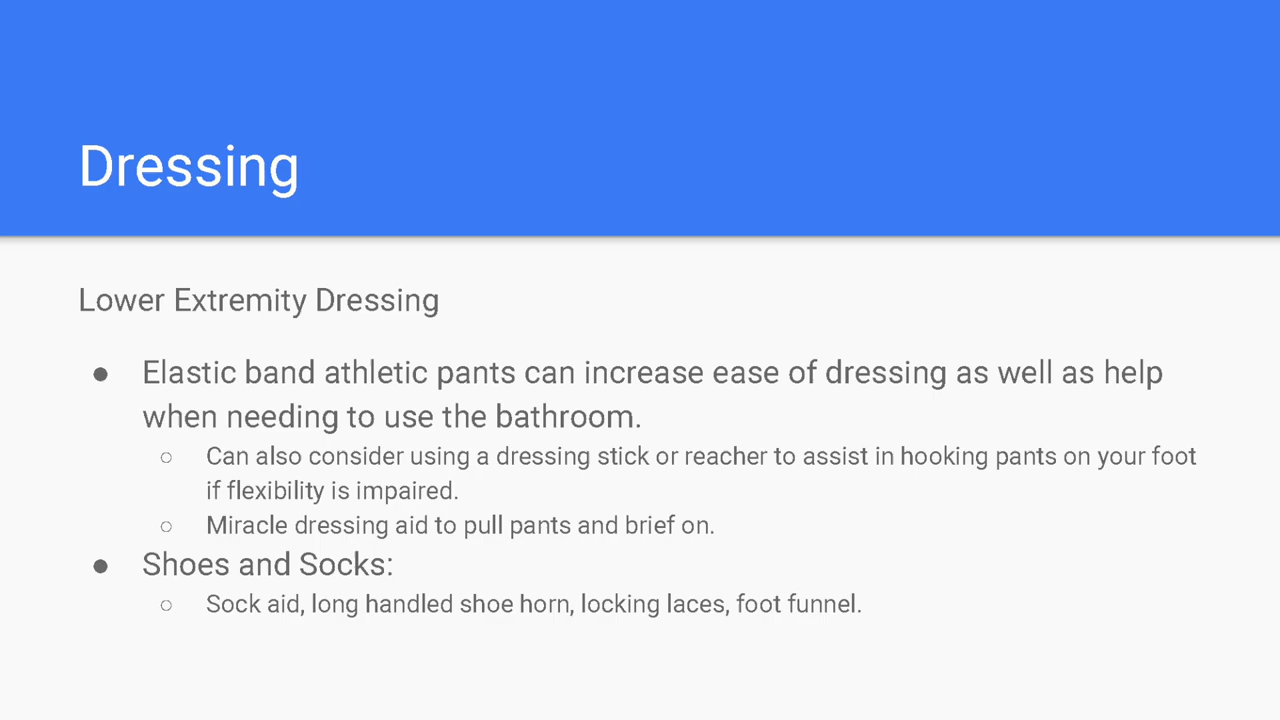 Dressing
Lower Extremity Dressing
● Elastic band athletic pants can increase ease of dressing as well as help
when needing to use the bathroom.
○ Can also consider using a dressing stick or reacher to assist in hooking pants on your foot
if flexibility is impaired.
○ Miracle dressing aid to pull pants and brief on.
● Shoes and Socks:
○ Sock aid, long handled shoe horn, locking laces, foot funnel.